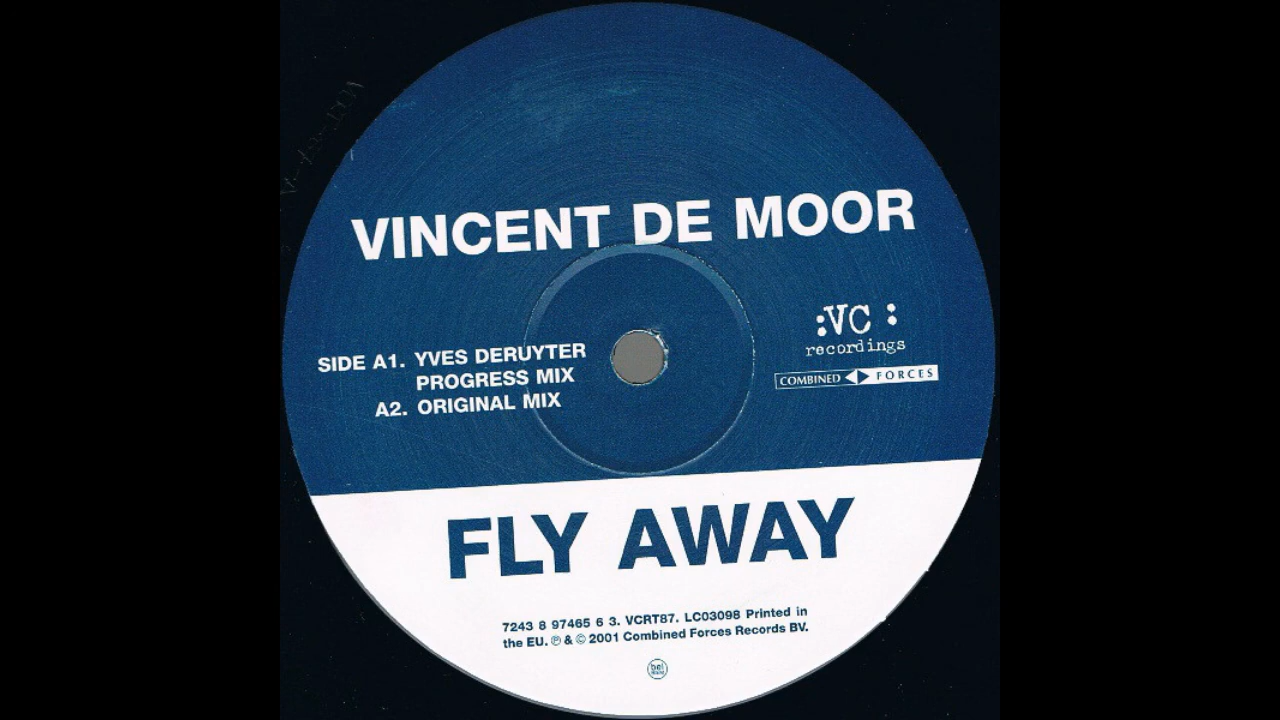 VINCENT DE MOOR
:VC :
recordings
COMBINED FORCES
SIDE A1. YVES DERUYTER
PROGRESS MIX
A2. ORIGINAL MIX
FLY AWAY
7243 8 97465 6 3. VCRT87. LC03098 Printed in
the EU. ℗ & © 2001 Combined Forces Records BV.